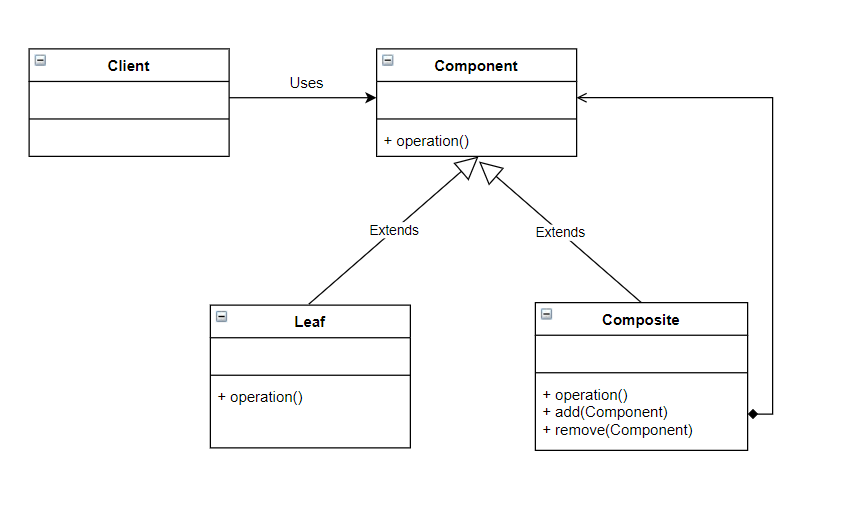 Client
Component
Uses
+ operation()
Extends
Extends
Leaf
Composite
+ operation()
+ operation()
+ add(Component)
+ remove(Component)